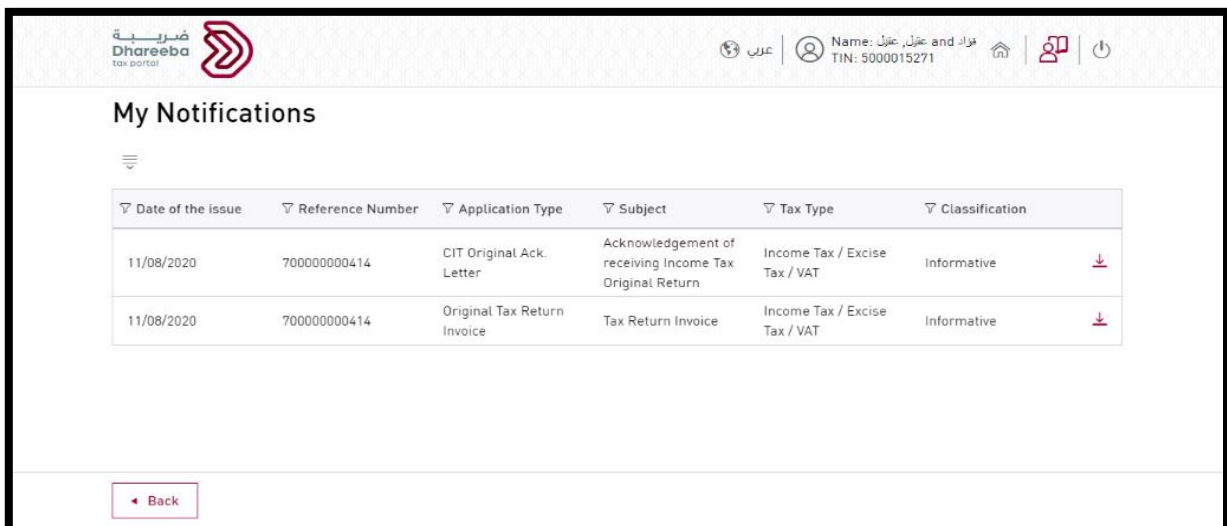 ضريبة
Dhareeba
tax portal
عربي
Name: فؤاد and عقول, عقول
TIN: 5000015271
My Notifications
Date of the issue Reference Number Application Type Subject Tax Type Classification
11/08/2020 700000000414 CIT Original Ack. Letter Acknowledgement of receiving Income Tax Original Return Income Tax / Excise Tax / VAT Informative
11/08/2020 700000000414 Original Tax Return Invoice Tax Return Invoice Income Tax / Excise Tax / VAT Informative
Back